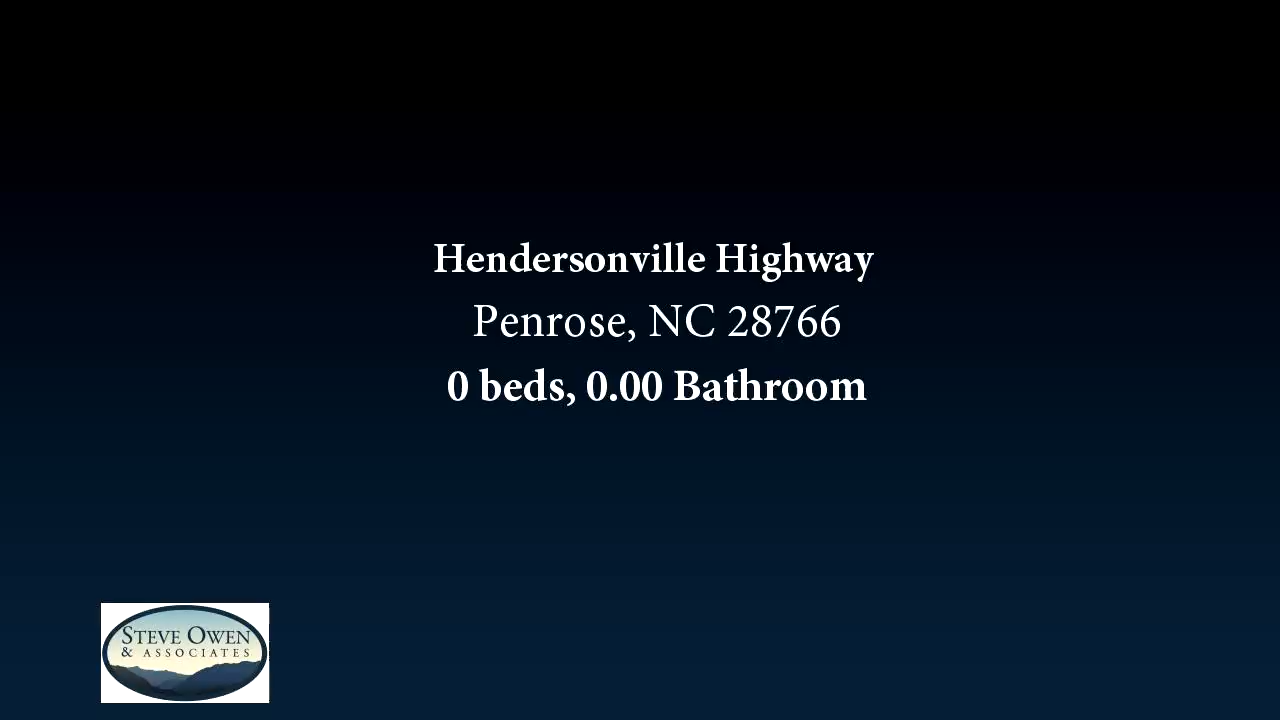 Hendersonville Highway
Penrose, NC 28766
0 beds, 0.00 Bathroom
STEVE OWEN
& ASSOCIATES